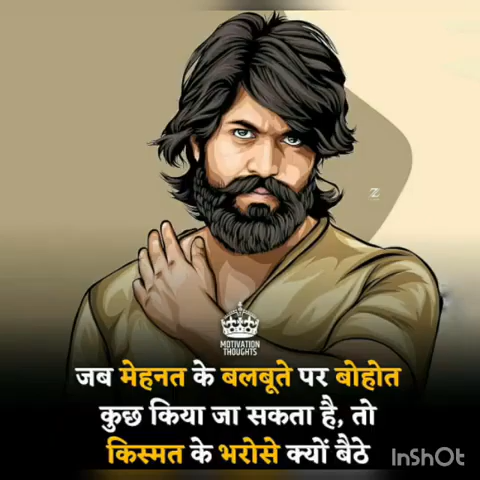 MOTIVATION
THOUGHTS
जब मेहनत के बलबूते पर बोहोत
कुछ किया जा सकता है, तो
किस्मत के भरोसे क्यों बैठे
InShOt